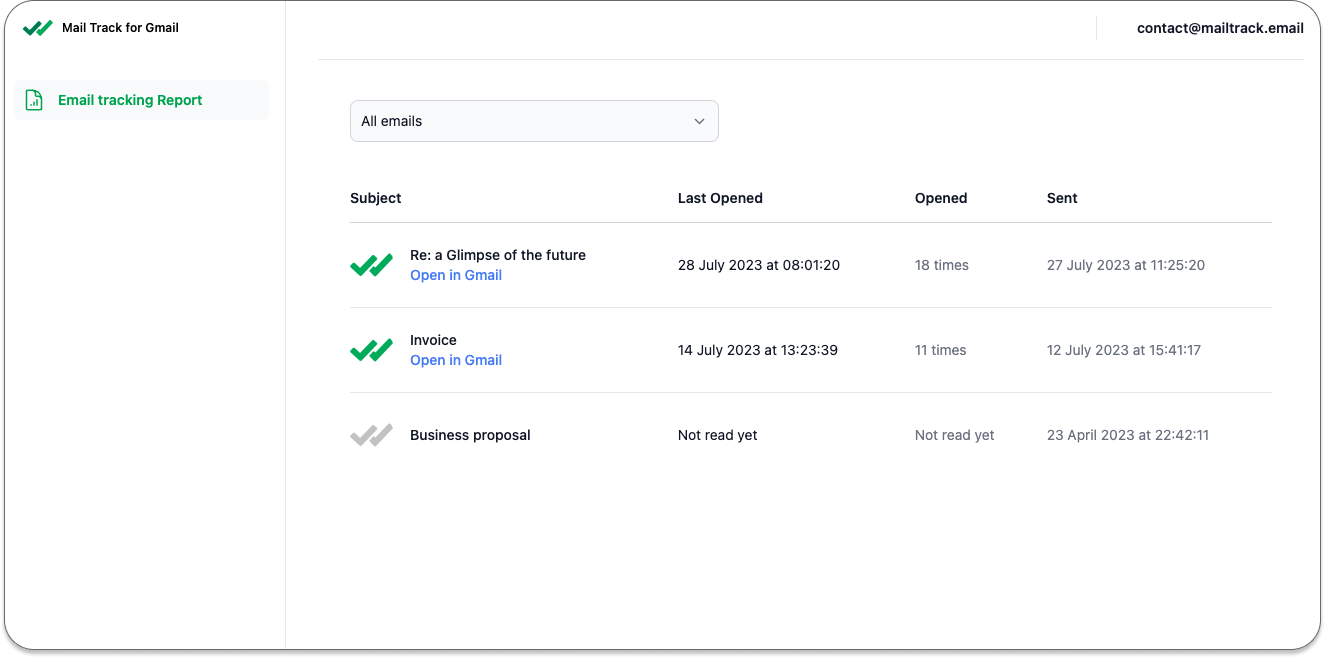 Mail Track for Gmail
contact@mailtrack.email
Email tracking Report
All emails
Subject Last Opened Opened Sent
Re: a Glimpse of the future
Open in Gmail
28 July 2023 at 08:01:20 18 times 27 July 2023 at 11:25:20
Invoice
Open in Gmail
14 July 2023 at 13:23:39 11 times 12 July 2023 at 15:41:17
Business proposal Not read yet Not read yet 23 April 2023 at 22:42:11